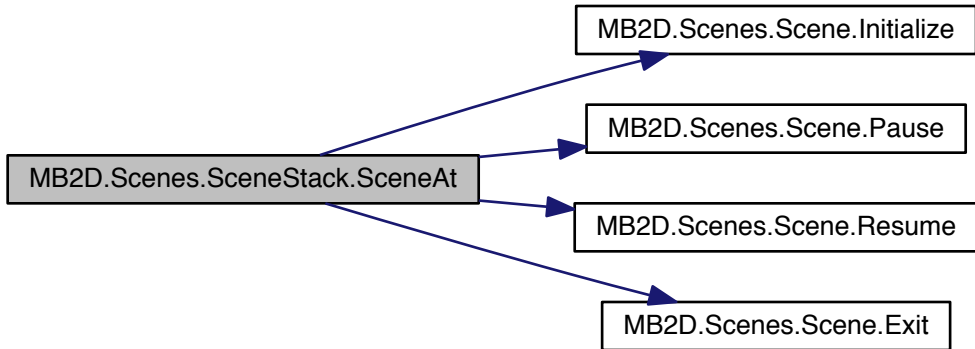 MB2D.Scenes.Scene.Initialize
MB2D.Scenes.Scene.Pause
MB2D.Scenes.SceneStack.SceneAt
MB2D.Scenes.Scene.Resume
MB2D.Scenes.Scene.Exit